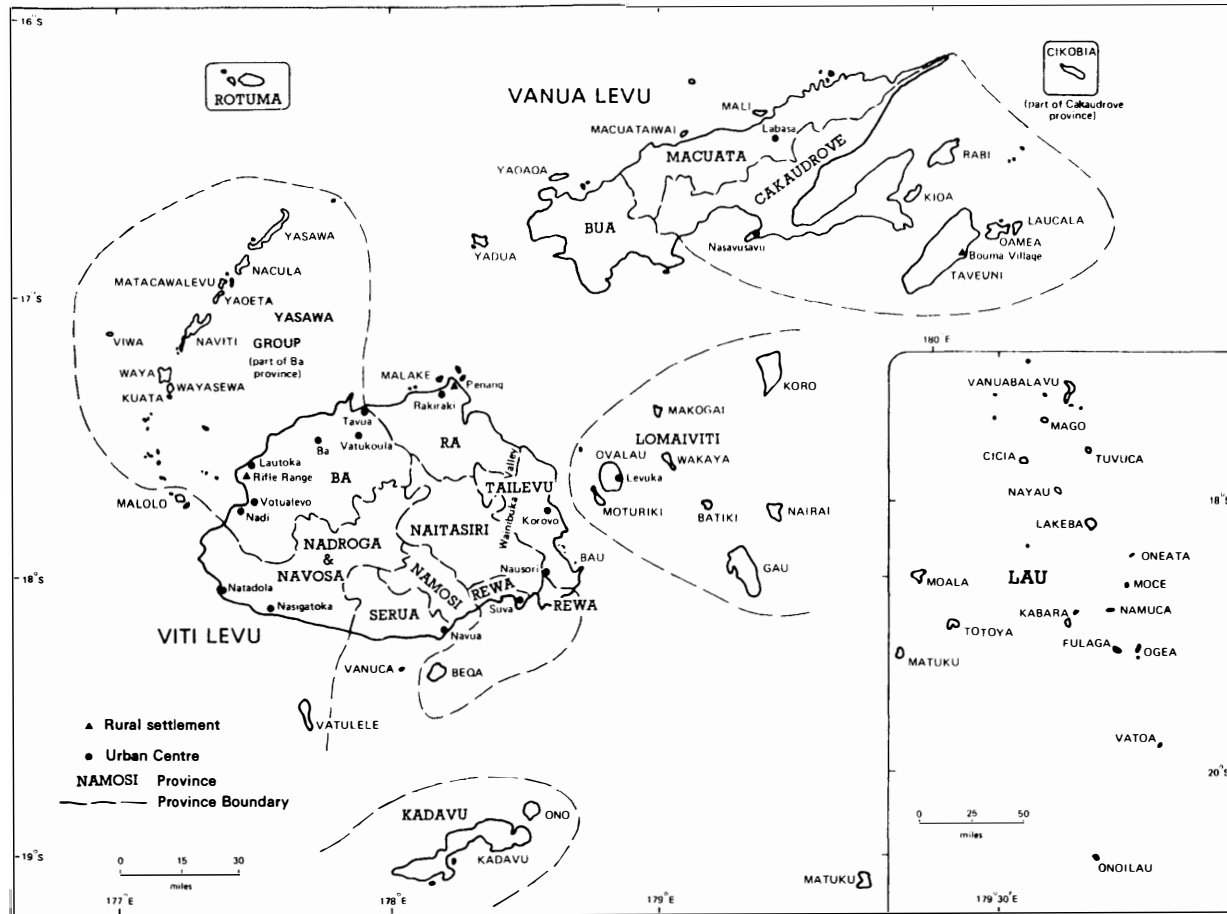 16°S
ROTUMA
VANUA LEVU
CIKOBIA
(part of Cakaudrove
province)
MALI
MACUATAIWAI
Labasa
MACUATA
CAKAUDROVE
RABI
YAOAOA
KIOA
BUA
LAUCALA
OAMEA
Nasavusavu
Bouma Village
TAVEUNI
YADUA
YASAWA
NACULA
MATACAWALEVU
YAOETA
17°S
YASAWA
GROUP
(part of Ba
province)
NAVITI
VIWA
WAYA
WAYASEWA
KUATA
MALAKE
Penang
Rakiraki
Tavua
Vatukoula
Ba
RA
Lautoka
Rifle Range
BA
Votualevo
Nadi
MALOLO
TAILEVU
Wainibuka Valley
Korovo
NAITASIRI
NADROGA
&
NAVOSA
NAMOSI
BAU
Nausori
REWA
REWA
Suva
SERUA
Natadola
Nasigatoka
Navua
18°S
VITI LEVU
VANUCA
BEQA
VATULELE
KORO
MAKOGAI
LOMAIVITI
OVALAU
WAKAYA
Levuka
MOTURIKI
BATIKI
NAIRAI
GAU
180°E
VANUABALAVU
MAGO
CICIA
TUVUCA
NAYAU
18°S
LAKEBA
ONEATA
LAU
MOALA
MOCE
KABARA
NAMUCA
TOTOYA
FULAGA
OGEA
MATUKU
VATOA
20°S
0 25 50
miles
ONOILAU
179°30'E
Rural settlement
Urban Centre
NAMOSI Province
Province Boundary
0 15 30
miles
KADAVU
ONO
KADAVU
19°S
MATUKU
177°E
178°E
179°E